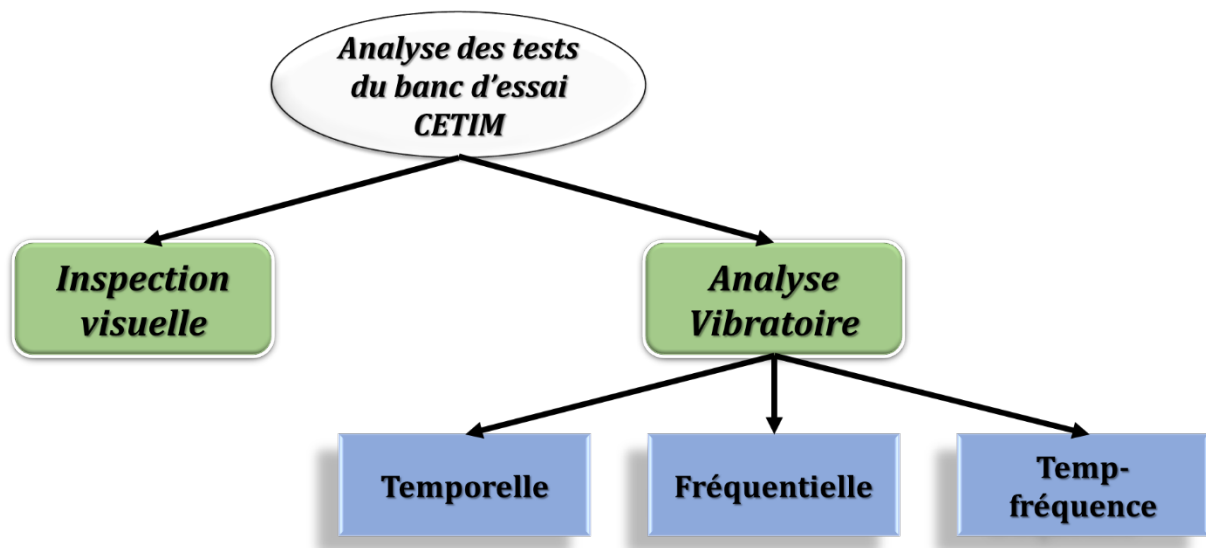 Analyse des tests
du banc d’essai
CETIM
Inspection
visuelle
Analyse
Vibratoire
Temporelle
Fréquentielle
Temp-
fréquence